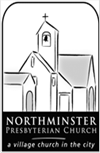 NORTHMINSTER
PRESBYTERIAN CHURCH
a village church in the city